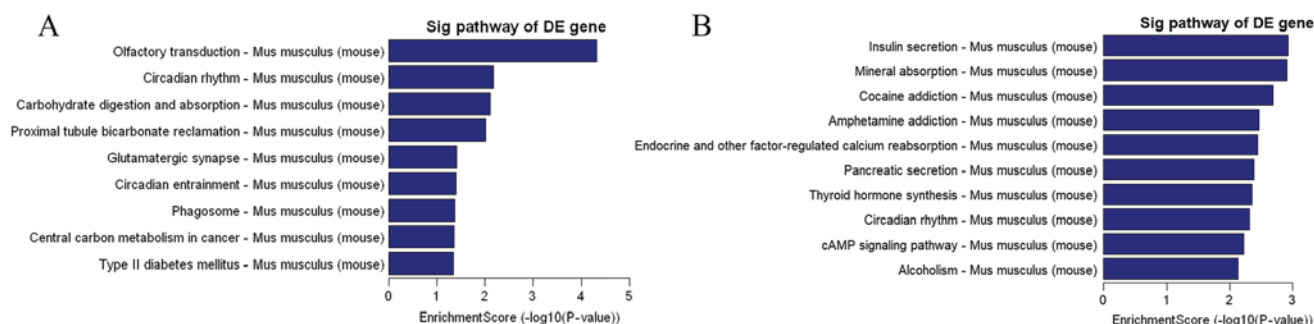 A
Sig pathway of DE gene
Olfactory transduction - Mus musculus (mouse)
Circadian rhythm - Mus musculus (mouse)
Carbohydrate digestion and absorption - Mus musculus (mouse)
Proximal tubule bicarbonate reclamation - Mus musculus (mouse)
Glutamatergic synapse - Mus musculus (mouse)
Circadian entrainment - Mus musculus (mouse)
Phagosome - Mus musculus (mouse)
Central carbon metabolism in cancer - Mus musculus (mouse)
Type II diabetes mellitus - Mus musculus (mouse)
0 1 2 3 4 5
EnrichmentScore (-log10(P-value))
B
Sig pathway of DE gene
Insulin secretion - Mus musculus (mouse)
Mineral absorption - Mus musculus (mouse)
Cocaine addiction - Mus musculus (mouse)
Amphetamine addiction - Mus musculus (mouse)
Endocrine and other factor-regulated calcium reabsorption - Mus musculus (mouse)
Pancreatic secretion - Mus musculus (mouse)
Thyroid hormone synthesis - Mus musculus (mouse)
Circadian rhythm - Mus musculus (mouse)
cAMP signaling pathway - Mus musculus (mouse)
Alcoholism - Mus musculus (mouse)
0 1 2 3
EnrichmentScore (-log10(P-value))